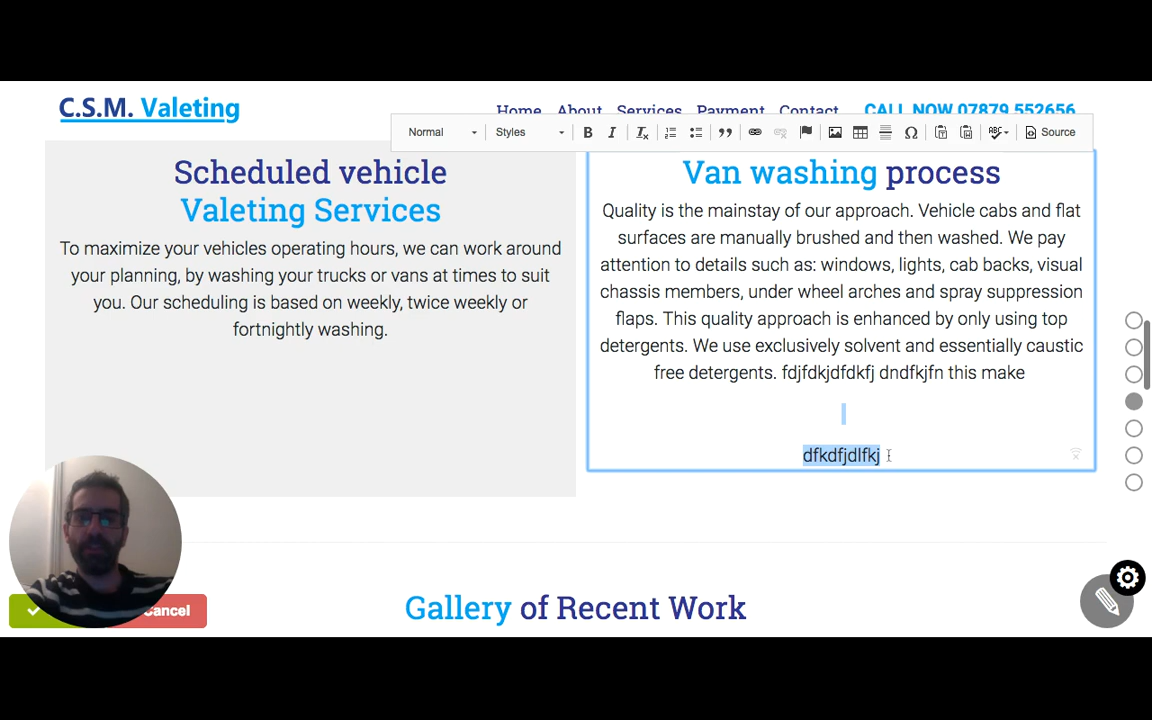 C.S.M. Valeting
Home About Services Payment Contact CALL NOW 07879 552656
Normal Styles B I Source
Scheduled vehicle
Valeting Services
To maximize your vehicles operating hours, we can work around
your planning, by washing your trucks or vans at times to suit
you. Our scheduling is based on weekly, twice weekly or
fortnightly washing.
Van washing process
Quality is the mainstay of our approach. Vehicle cabs and flat
surfaces are manually brushed and then washed. We pay
attention to details such as: windows, lights, cab backs, visual
chassis members, under wheel arches and spray suppression
flaps. This quality approach is enhanced by only using top
detergents. We use exclusively solvent and essentially caustic
free detergents. fdjfdkjdfdkfj dndfkjfn this make
dfkdfjdlfkj
Cancel
Gallery of Recent Work